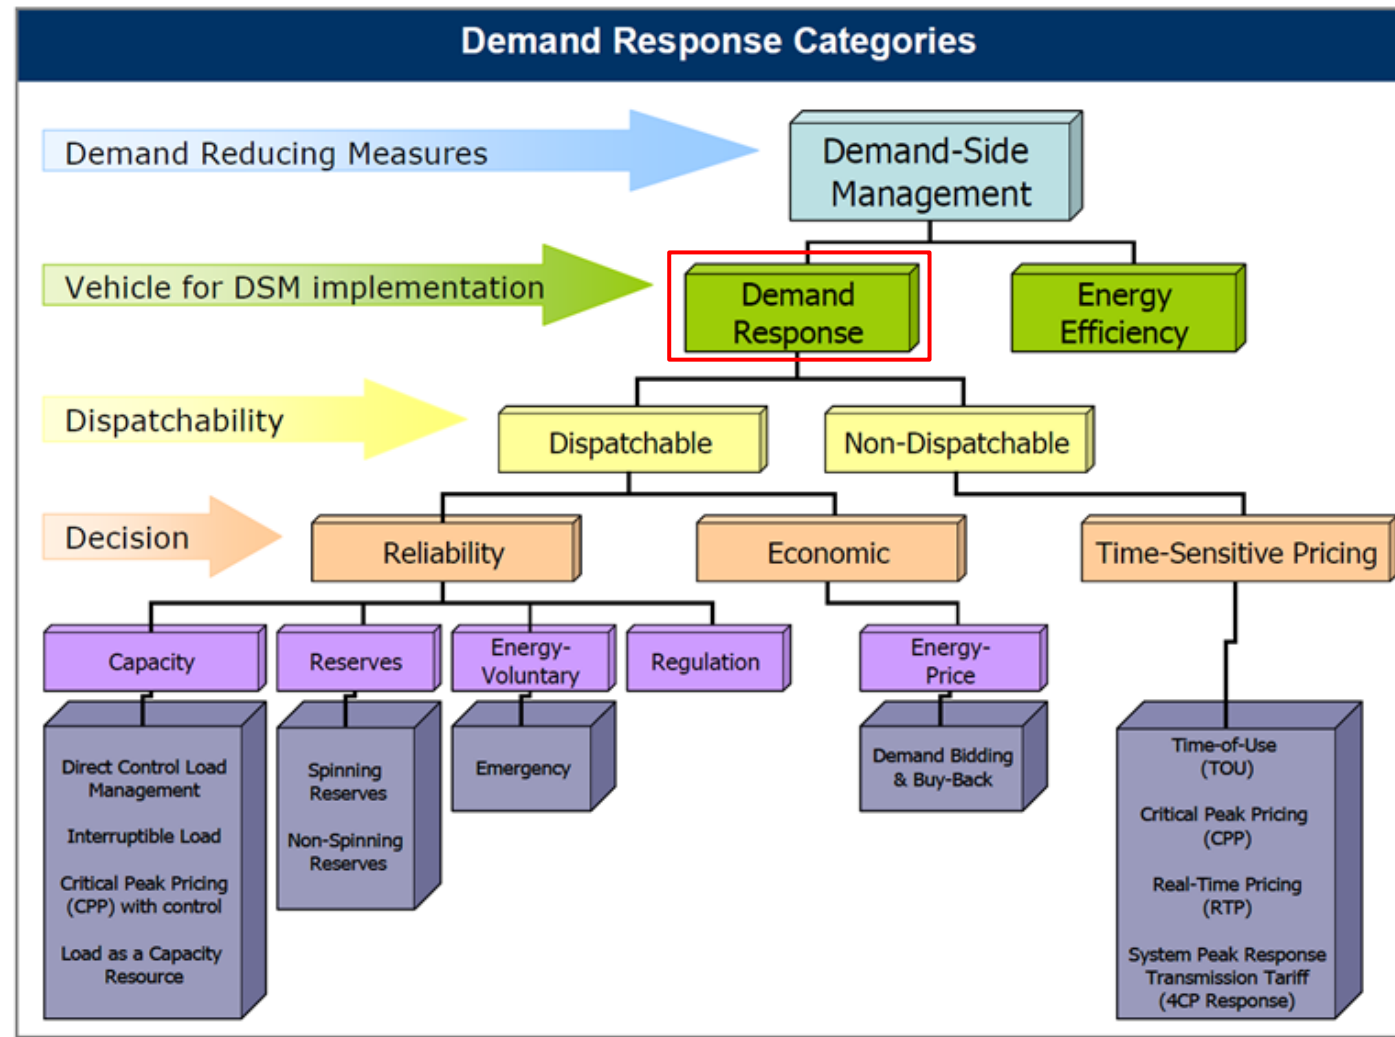 Demand Response Categories
Demand Reducing Measures
Demand-Side
Management
Vehicle for DSM implementation
Demand
Response
Energy
Efficiency
Dispatchability
Dispatchable
Non-Dispatchable
Decision
Reliability
Economic
Time-Sensitive Pricing
Capacity
Reserves
Energy-
Voluntary
Regulation
Energy-
Price
Direct Control Load
Management
Interruptible Load
Critical Peak Pricing
(CPP) with control
Load as a Capacity
Resource
Spinning
Reserves
Non-Spinning
Reserves
Emergency
Demand Bidding
& Buy-Back
Time-of-Use
(TOU)
Critical Peak Pricing
(CPP)
Real-Time Pricing
(RTP)
System Peak Response
Transmission Tariff
(4CP Response)